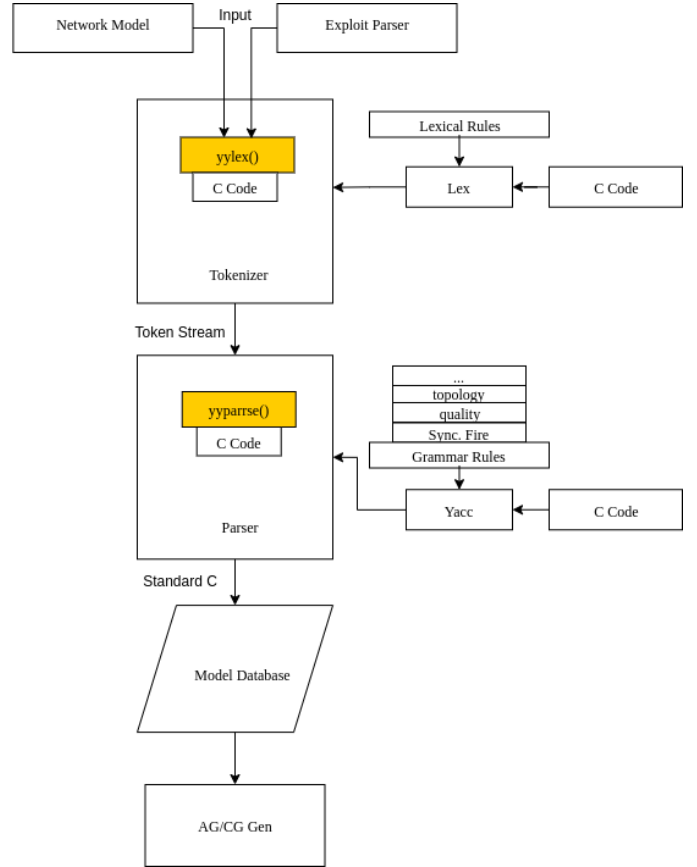 Input
Network Model
Exploit Parser
Lexical Rules
yylex()
C Code
Lex
C Code
Tokenizer
Token Stream
...
topology
quality
Sync. Fire
Grammar Rules
yyparrse()
C Code
Yacc
C Code
Parser
Standard C
Model Database
AG/CG Gen